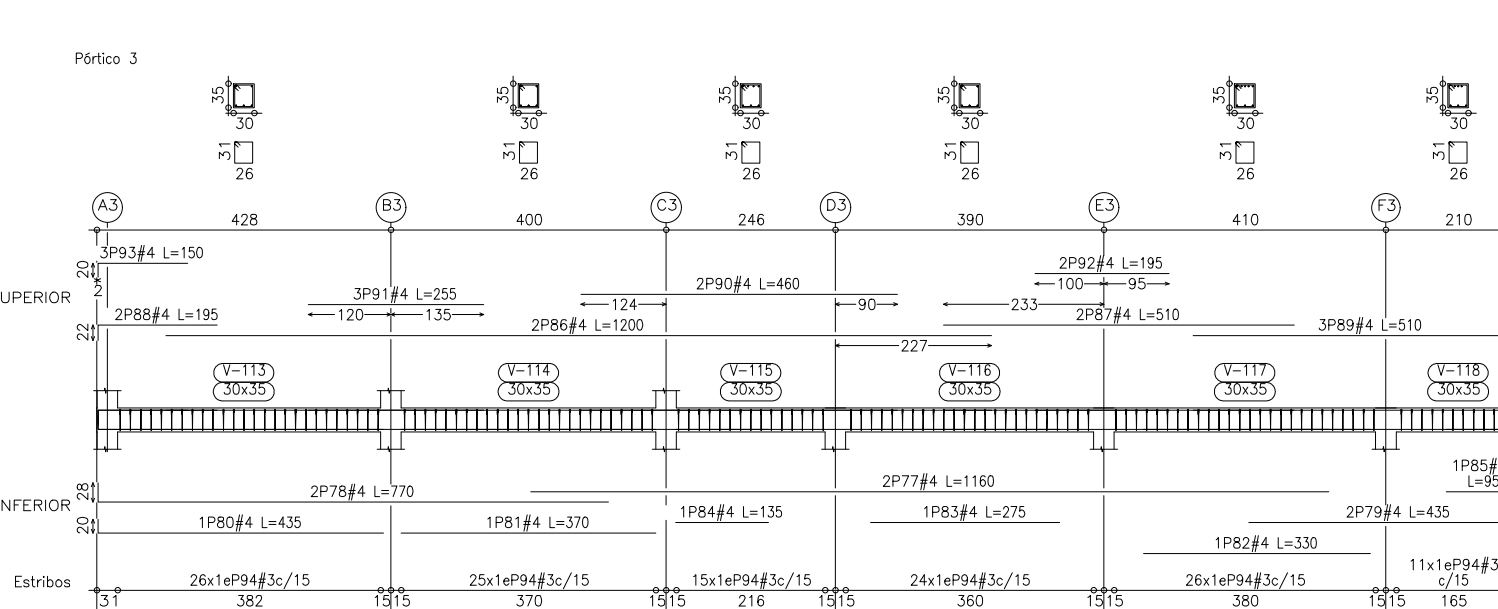 Pórtico 3
35 35 35 35 35 35
30 30 30 30 30 30
31 31 31 31 31 31
26 26 26 26 26 26
A3 B3 C3 D3 E3 F3
428 400 246 390 410 210
3P93#4 L=150
20
2P92#4 L=195
2
100 95
UPERIOR
3P91#4 L=255
2P90#4 L=460
120 135
124 90 233
2P88#4 L=195
2P87#4 L=510
22
2P86#4 L=1200
3P89#4 L=510
227
V-113 V-114 V-115 V-116 V-117 V-118
30x35 30x35 30x35 30x35 30x35 30x35
1P85#
L=95
28
2P78#4 L=770
2P77#4 L=1160
NFERIOR
1P84#4 L=135
1P83#4 L=275
2P79#4 L=435
20
1P80#4 L=435
1P81#4 L=370
1P82#4 L=330
11x1eP94#3
c/15
Estribos
26x1eP94#3c/15 25x1eP94#3c/15 15x1eP94#3c/15 24x1eP94#3c/15 26x1eP94#3c/15
31 382 15 15 370 15 15 216 15 15 360 15 15 380 15 15 165